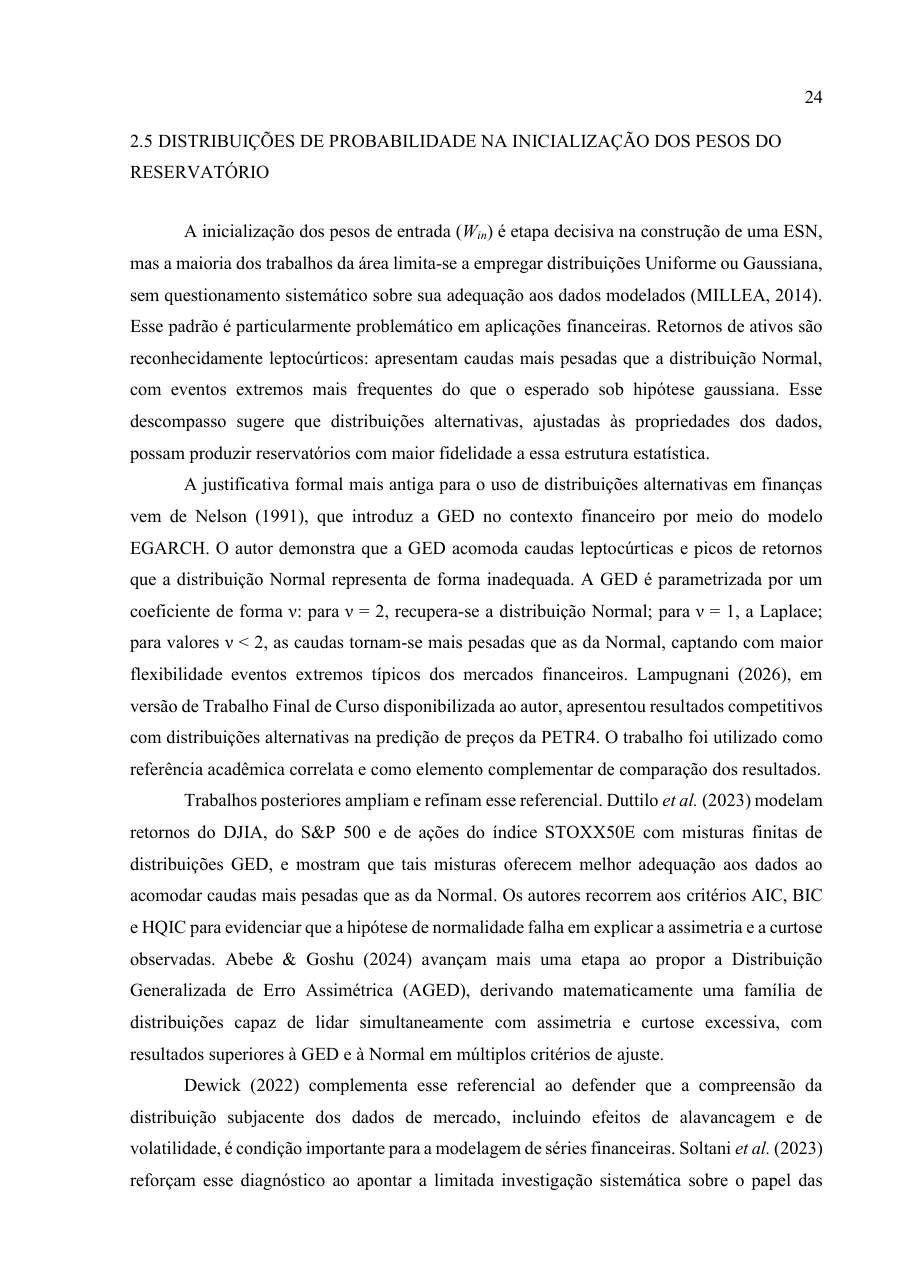 24
2.5 DISTRIBUIÇÕES DE PROBABILIDADE NA INICIALIZAÇÃO DOS PESOS DO
RESERVATÓRIO
A inicialização dos pesos de entrada (Win) é etapa decisiva na construção de uma ESN,
mas a maioria dos trabalhos da área limita-se a empregar distribuições Uniforme ou Gaussiana,
sem questionamento sistemático sobre sua adequação aos dados modelados (MILLEA, 2014).
Esse padrão é particularmente problemático em aplicações financeiras. Retornos de ativos são
reconhecidamente leptocúrticos: apresentam caudas mais pesadas que a distribuição Normal,
com eventos extremos mais frequentes do que o esperado sob hipótese gaussiana. Esse
descompasso sugere que distribuições alternativas, ajustadas às propriedades dos dados,
possam produzir reservatórios com maior fidelidade a essa estrutura estatística.
A justificativa formal mais antiga para o uso de distribuições alternativas em finanças
vem de Nelson (1991), que introduz a GED no contexto financeiro por meio do modelo
EGARCH. O autor demonstra que a GED acomoda caudas leptocúrticas e picos de retornos
que a distribuição Normal representa de forma inadequada. A GED é parametrizada por um
coeficiente de forma ν: para ν = 2, recupera-se a distribuição Normal; para ν = 1, a Laplace;
para valores ν < 2, as caudas tornam-se mais pesadas que as da Normal, captando com maior
flexibilidade eventos extremos típicos dos mercados financeiros. Lampugnani (2026), em
versão de Trabalho Final de Curso disponibilizada ao autor, apresentou resultados competitivos
com distribuições alternativas na predição de preços da PETR4. O trabalho foi utilizado como
referência acadêmica correlata e como elemento complementar de comparação dos resultados.
Trabalhos posteriores ampliam e refinam esse referencial. Duttilo et al. (2023) modelam
retornos do DJIA, do S&P 500 e de ações do índice STOXX50E com misturas finitas de
distribuições GED, e mostram que tais misturas oferecem melhor adequação aos dados ao
acomodar caudas mais pesadas que as da Normal. Os autores recorrem aos critérios AIC, BIC
e HQIC para evidenciar que a hipótese de normalidade falha em explicar a assimetria e a curtose
observadas. Abebe & Goshu (2024) avançam mais uma etapa ao propor a Distribuição
Generalizada de Erro Assimétrica (AGED), derivando matematicamente uma família de
distribuições capaz de lidar simultaneamente com assimetria e curtose excessiva, com
resultados superiores à GED e à Normal em múltiplos critérios de ajuste.
Dewick (2022) complementa esse referencial ao defender que a compreensão da
distribuição subjacente dos dados de mercado, incluindo efeitos de alavancagem e de
volatilidade, é condição importante para a modelagem de séries financeiras. Soltani et al. (2023)
reforçam esse diagnóstico ao apontar a limitada investigação sistemática sobre o papel das